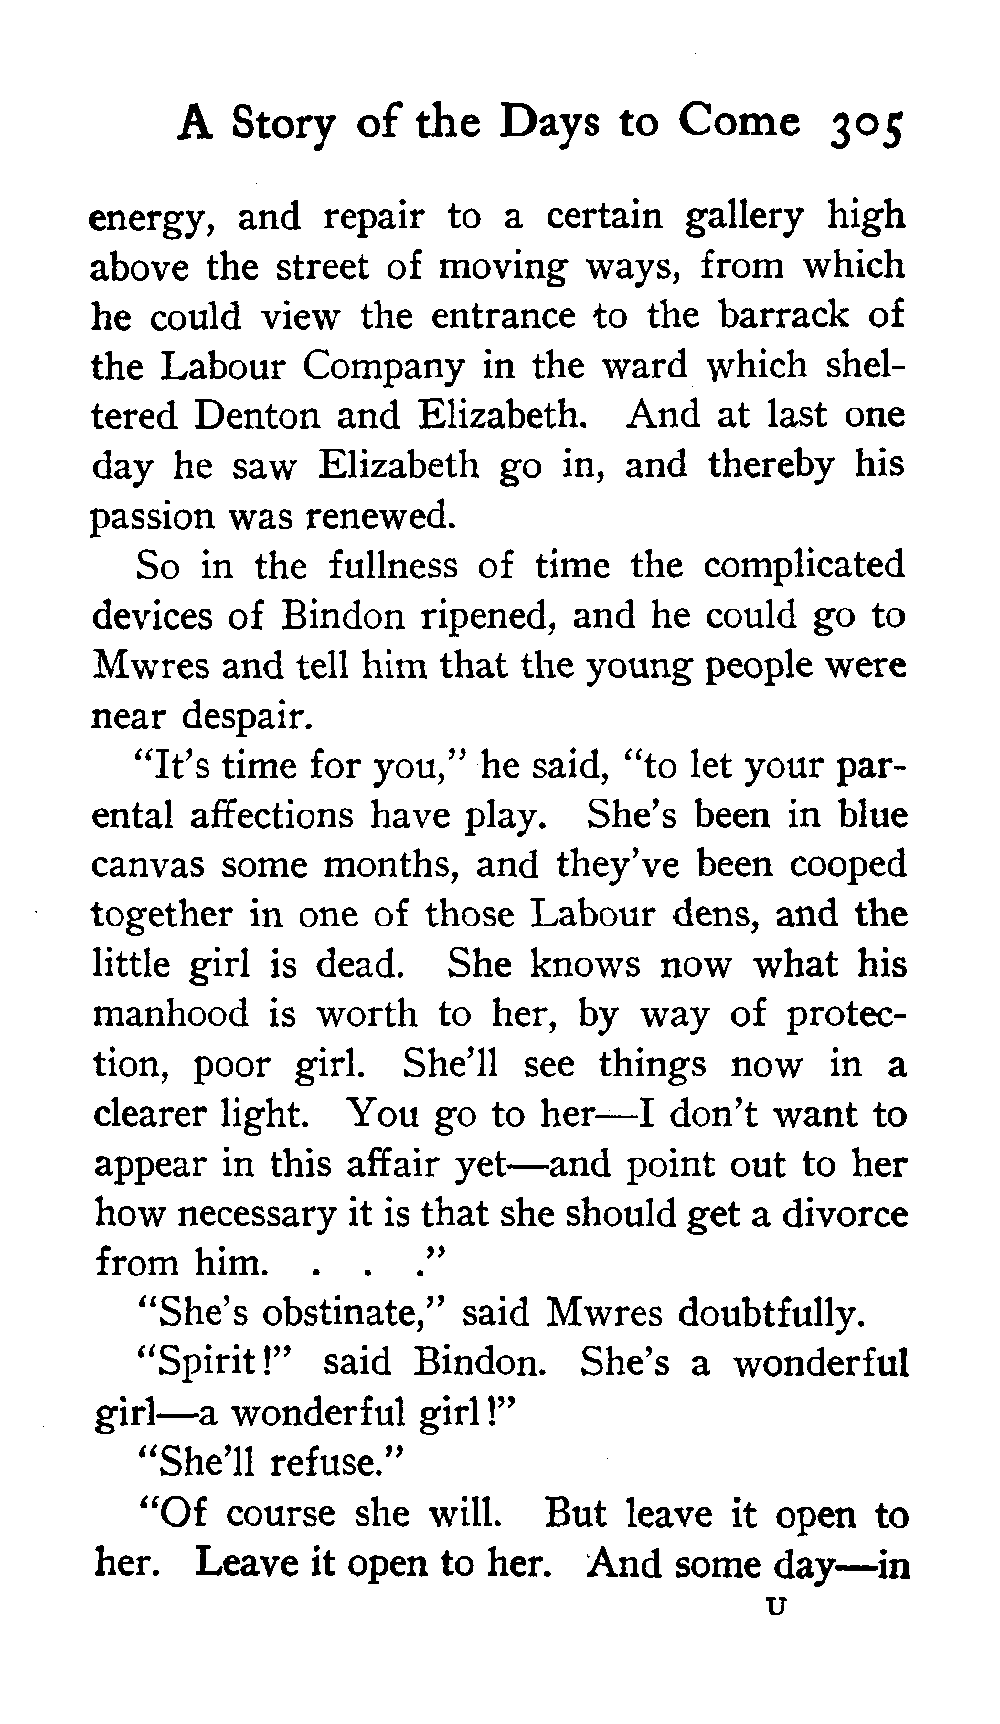 A Story of the Days to Come 305
energy, and repair to a certain gallery high
above the street of moving ways, from which
he could view the entrance to the barrack of
the Labour Company in the ward which shel-
tered Denton and Elizabeth. And at last one
day he saw Elizabeth go in, and thereby his
passion was renewed.
So in the fullness of time the complicated
devices of Bindon ripened, and he could go to
Mwres and tell him that the young people were
near despair.
“It’s time for you,” he said, “to let your par-
ental affections have play. She’s been in blue
canvas some months, and they’ve been cooped
together in one of those Labour dens, and the
little girl is dead. She knows now what his
manhood is worth to her, by way of protec-
tion, poor girl. She’ll see things now in a
clearer light. You go to her—I don’t want to
appear in this affair yet—and point out to her
how necessary it is that she should get a divorce
from him. . . .”
“She’s obstinate,” said Mwres doubtfully.
“Spirit!” said Bindon. She’s a wonderful
girl—a wonderful girl!”
“She’ll refuse.”
“Of course she will. But leave it open to
her. Leave it open to her. And some day—in
U